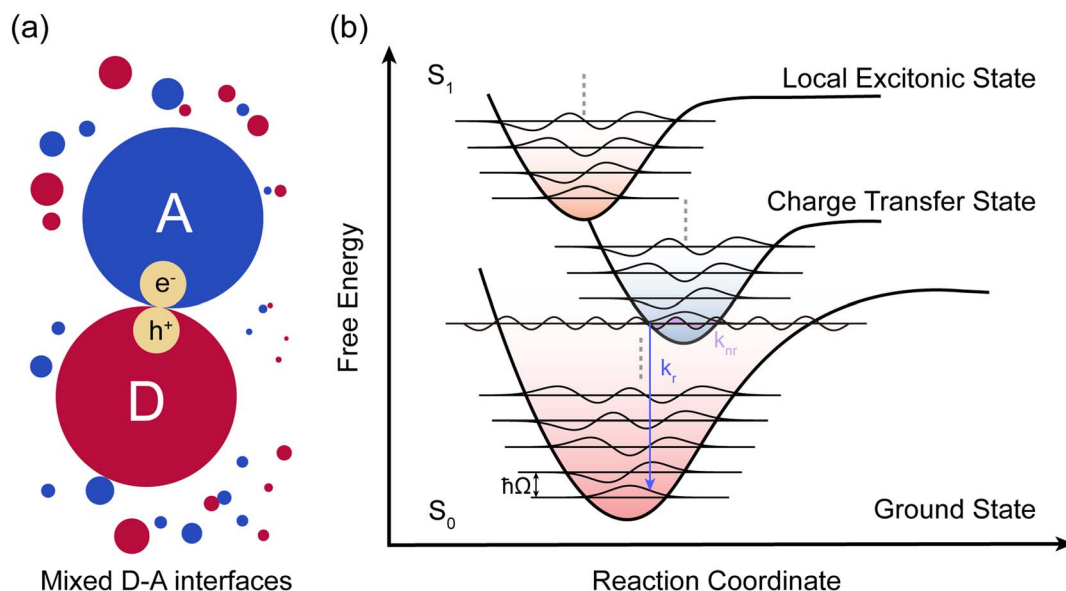 (a)
A
e-
h+
D
Mixed D-A interfaces
(b)
Free Energy
S1
Local Excitonic State
Charge Transfer State
knr
kr
ħΩ
S0
Ground State
Reaction Coordinate